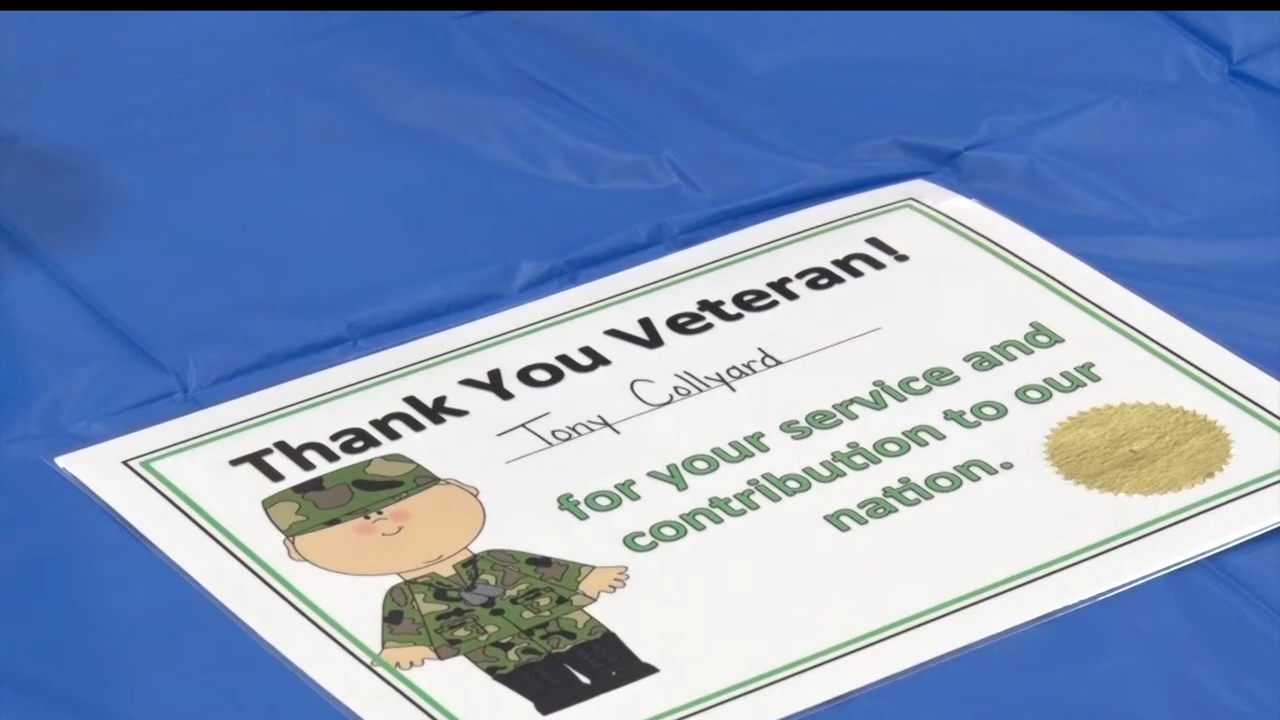 Thank You Veteran!
Tony Collyard
for your service and
contribution to our
nation.